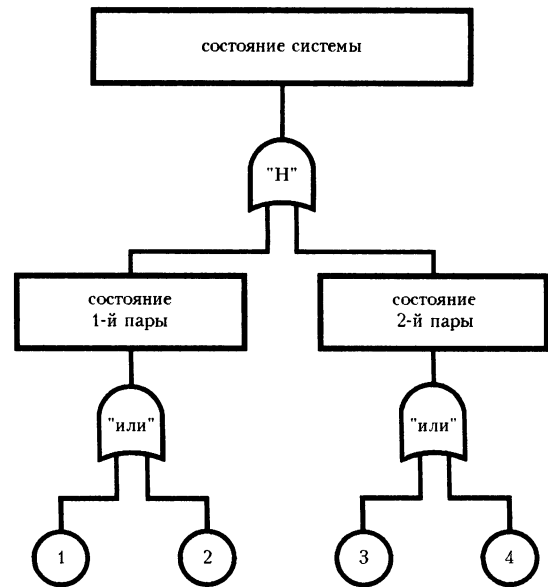 состояние системы
"Н"
состояние
1-й пары
состояние
2-й пары
"или"
"или"
1
2
3
4